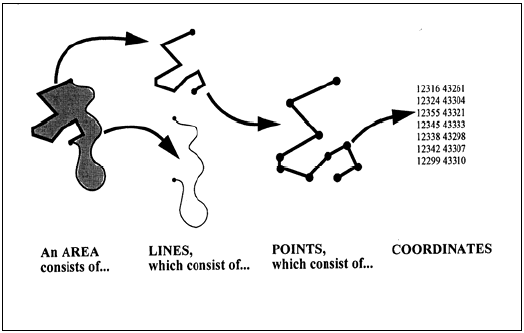 12316 43261
12324 43304
12355 43321
12345 43333
12338 43298
12342 43307
12299 43310
An AREA
consists of...
LINES,
which consist of...
POINTS,
which consist of...
COORDINATES